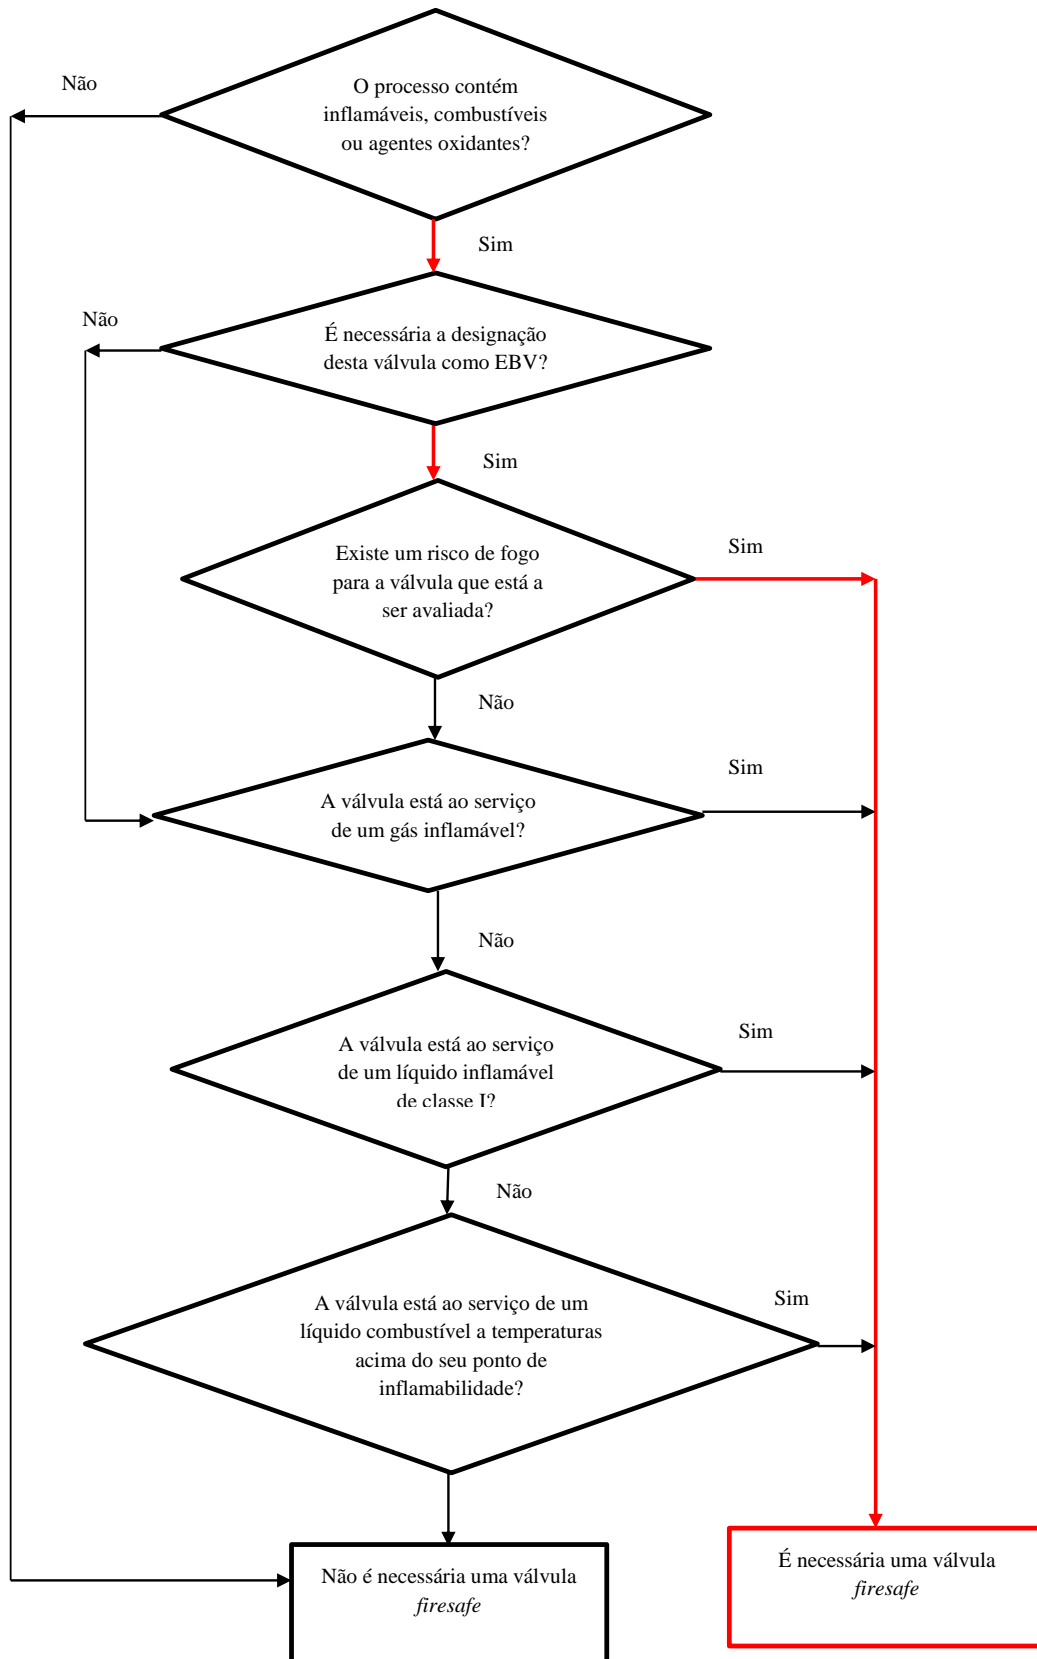 Não
O processo contém
inflamáveis, combustíveis
ou agentes oxidantes?
Sim
Não
É necessária a designação
desta válvula como EBV?
Sim
Existe um risco de fogo
para a válvula que está a
ser avaliada?
Sim
Não
A válvula está ao serviço
de um gás inflamável?
Sim
Não
A válvula está ao serviço
de um líquido inflamável
de classe I?
Sim
Não
A válvula está ao serviço de um
líquido combustível a temperaturas
acima do seu ponto de
inflamabilidade?
Sim
Não é necessária uma válvula
firesafe
É necessária uma válvula
firesafe